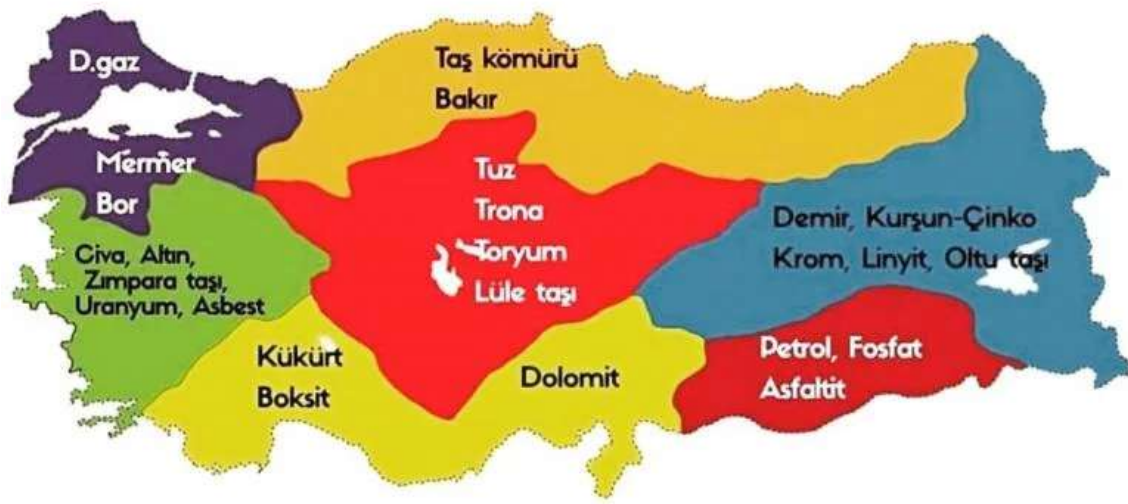 D.gaz
Mermer
Bor
Taş kömürü
Bakır
Tuz
Trona
Toryum
Lüle taşı
Demir, Kurşun-Çinko
Krom, Linyit, Oltu taşı
Civa, Altın,
Zımpara taşı,
Uranyum, Asbest
Kükürt
Boksit
Dolomit
Petrol, Fosfat
Asfaltit